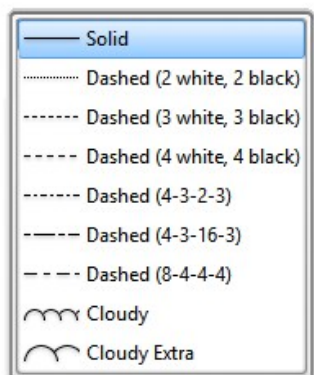 Solid
Dashed (2 white, 2 black)
Dashed (3 white, 3 black)
Dashed (4 white, 4 black)
Dashed (4-3-2-3)
Dashed (4-3-16-3)
Dashed (8-4-4-4)
Cloudy
Cloudy Extra